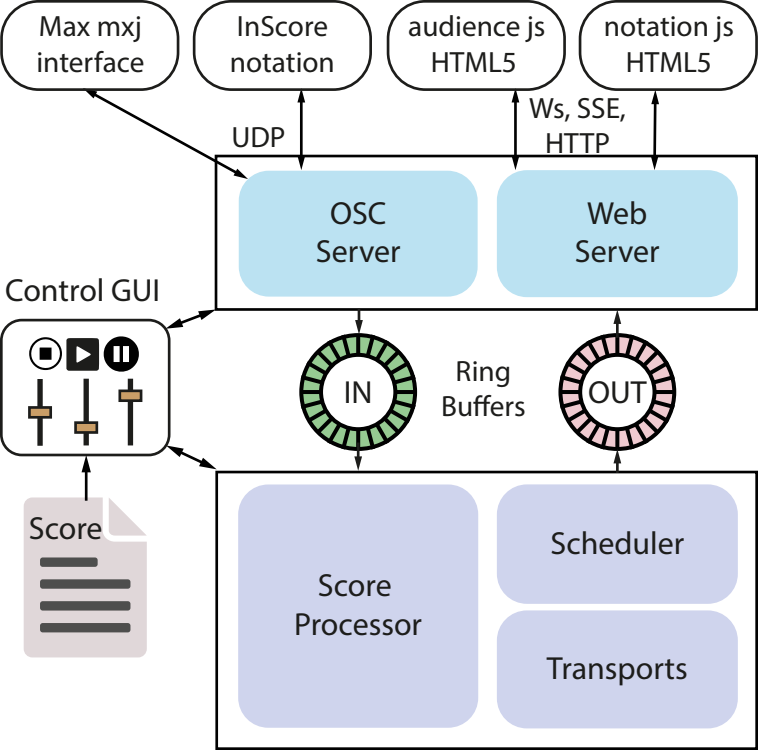 Max mxj
interface
InScore
notation
audience js
HTML5
notation js
HTML5
UDP
Ws, SSE,
HTTP
OSC
Server
Web
Server
Control GUI
IN
Ring
Buffers
OUT
Score
Score
Processor
Scheduler
Transports